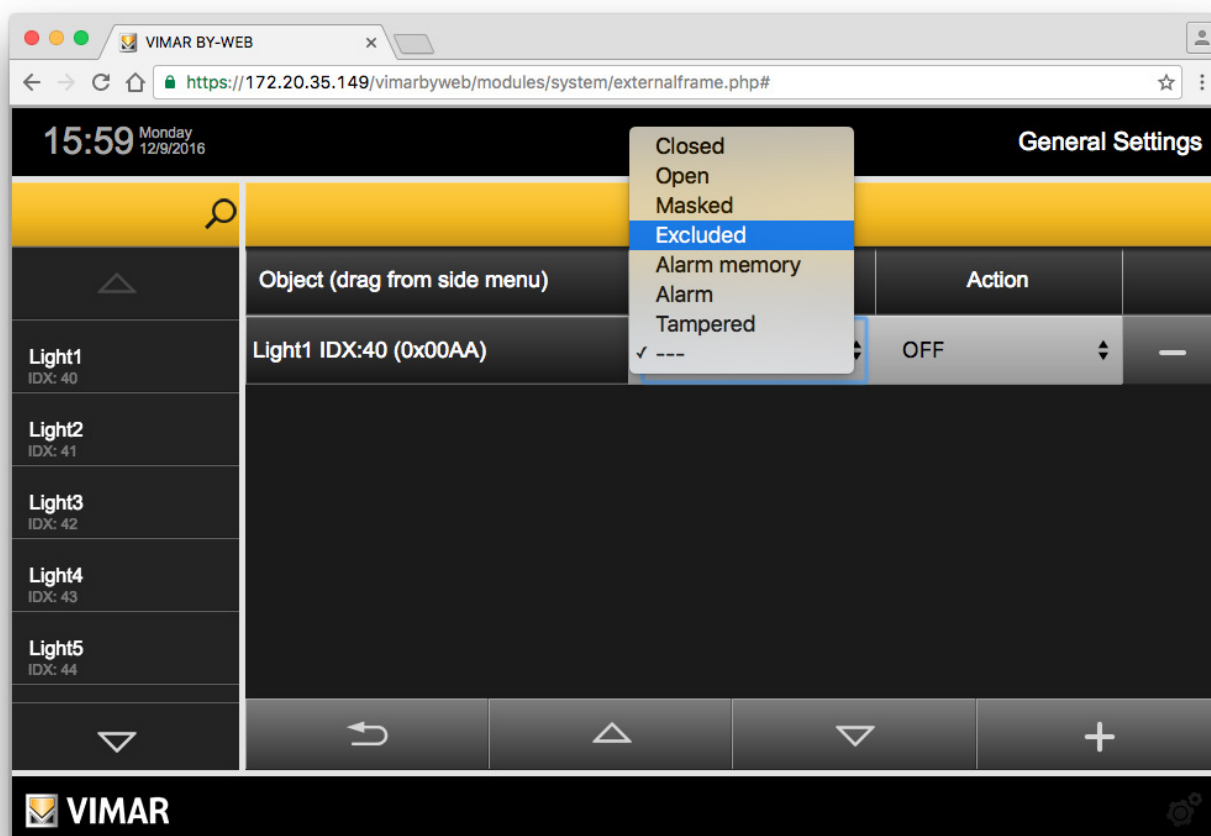 VIMAR BY-WEB
https://172.20.35.149/vimarbyweb/modules/system/externalframe.php#
15:59 Monday
12/9/2016
General Settings
Closed
Open
Masked
Excluded
Alarm memory
Alarm
Tampered
✓ ---
Object (drag from side menu)
Action
Light1 IDX:40 (0x00AA)
OFF
Light1
IDX: 40
Light2
IDX: 41
Light3
IDX: 42
Light4
IDX: 43
Light5
IDX: 44
VIMAR